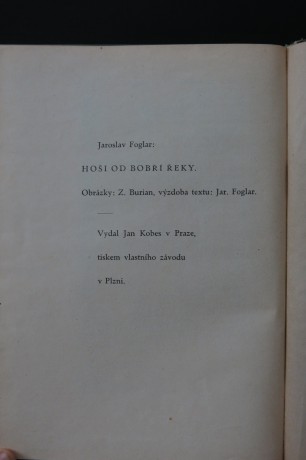 Jaroslav Foglar:
HOŠI OD BOBŘÍ ŘEKY.
Obrázky: Z. Burian, výzdoba textu: Jar. Foglar.
Vydal Jan Kobes v Praze,
tiskem vlastního závodu
v Plzni.